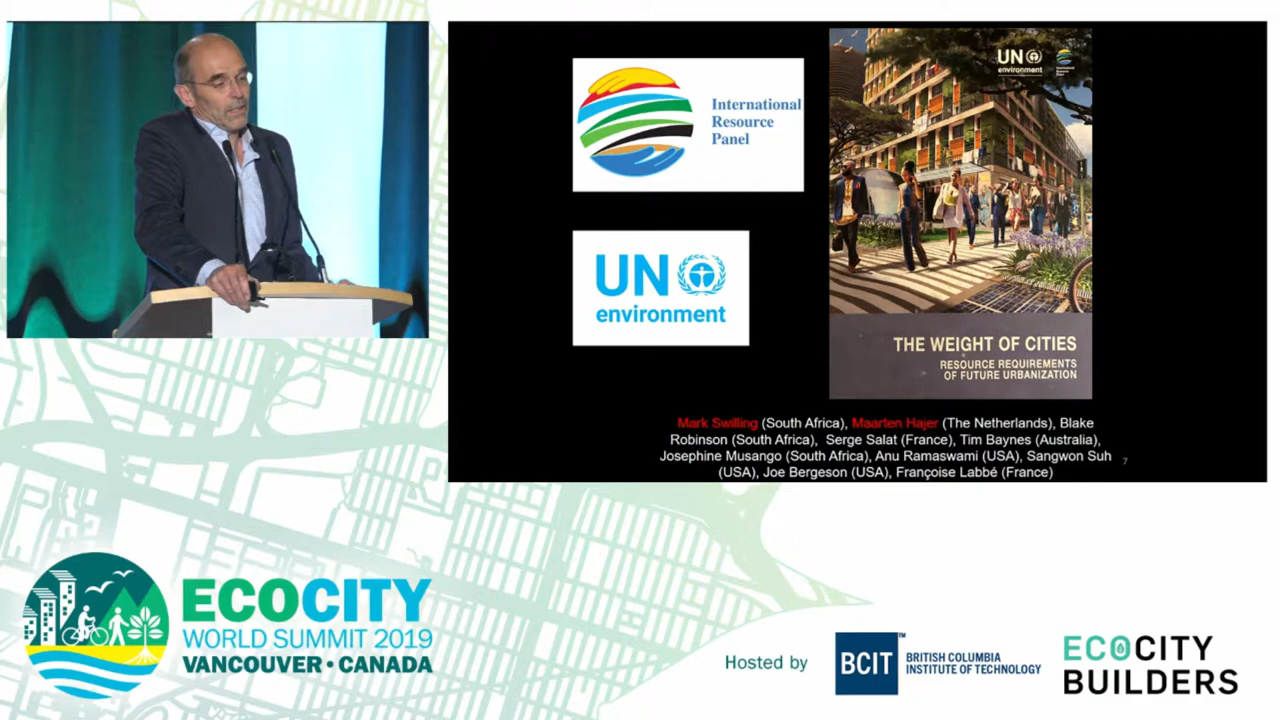 International
Resource
Panel
UN
environment
UN
environment
THE WEIGHT OF CITIES
RESOURCE REQUIREMENTS
OF FUTURE URBANIZATION
Mark Swilling (South Africa), Maarten Hajer (The Netherlands), Blake
Robinson (South Africa), Serge Salat (France), Tim Baynes (Australia),
Josephine Musango (South Africa), Anu Ramaswami (USA), Sangwon Suh
(USA), Joe Bergeson (USA), Françoise Labbé (France)
7
ECOCITY
WORLD SUMMIT 2019
VANCOUVER • CANADA
Hosted by
BCIT
TM
BRITISH COLUMBIA
INSTITUTE OF TECHNOLOGY
ECOCITY
BUILDERS